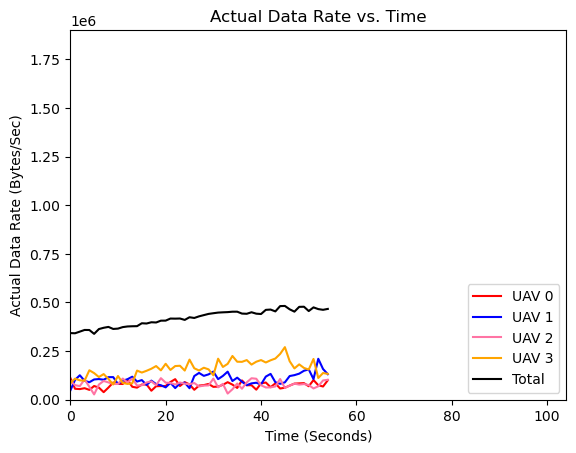 Actual Data Rate vs. Time
1e6
Actual Data Rate (Bytes/Sec)
1.75
1.50
1.25
1.00
0.75
0.50
0.25
0.00
0 20 40 60 80 100
Time (Seconds)
UAV 0
UAV 1
UAV 2
UAV 3
Total